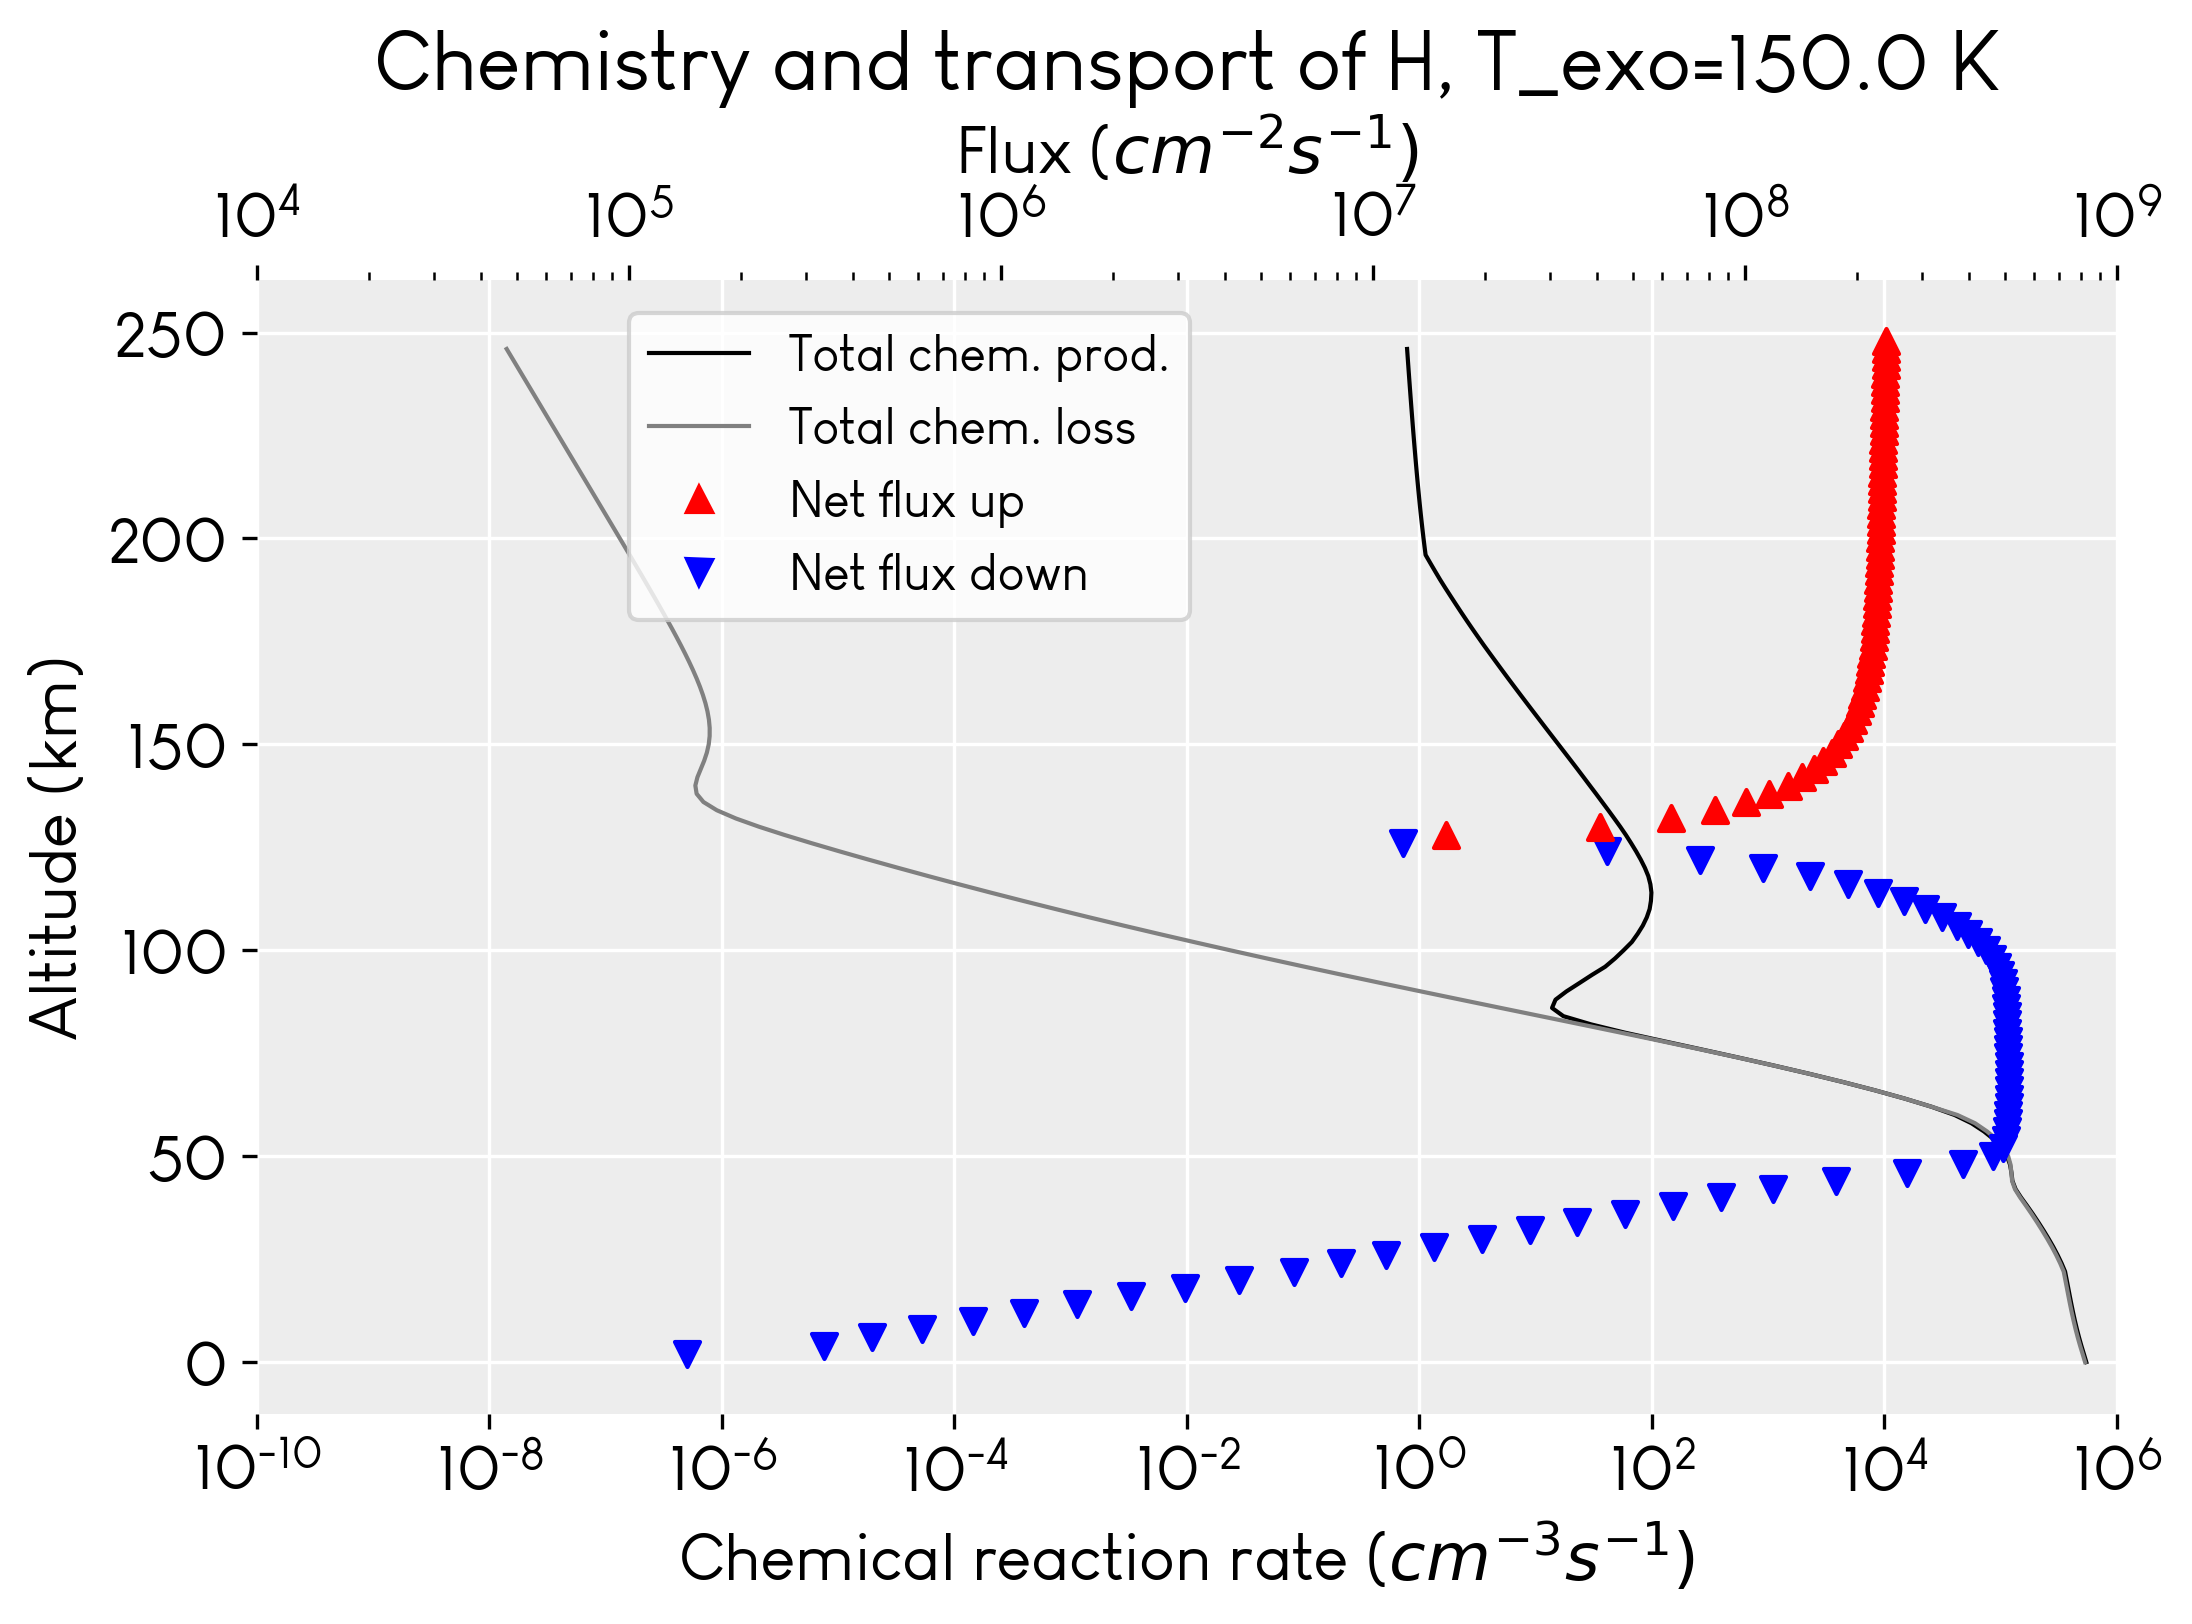 Chemistry and transport of H, T_exo=150.0 K
Flux (cm⁻²s⁻¹)
10⁴ 10⁵ 10⁶ 10⁷ 10⁸ 10⁹
Total chem. prod.
Total chem. loss
Net flux up
Net flux down
Altitude (km)
250
200
150
100
50
0
10⁻¹⁰ 10⁻⁸ 10⁻⁶ 10⁻⁴ 10⁻² 10⁰ 10² 10⁴ 10⁶
Chemical reaction rate (cm⁻³s⁻¹)